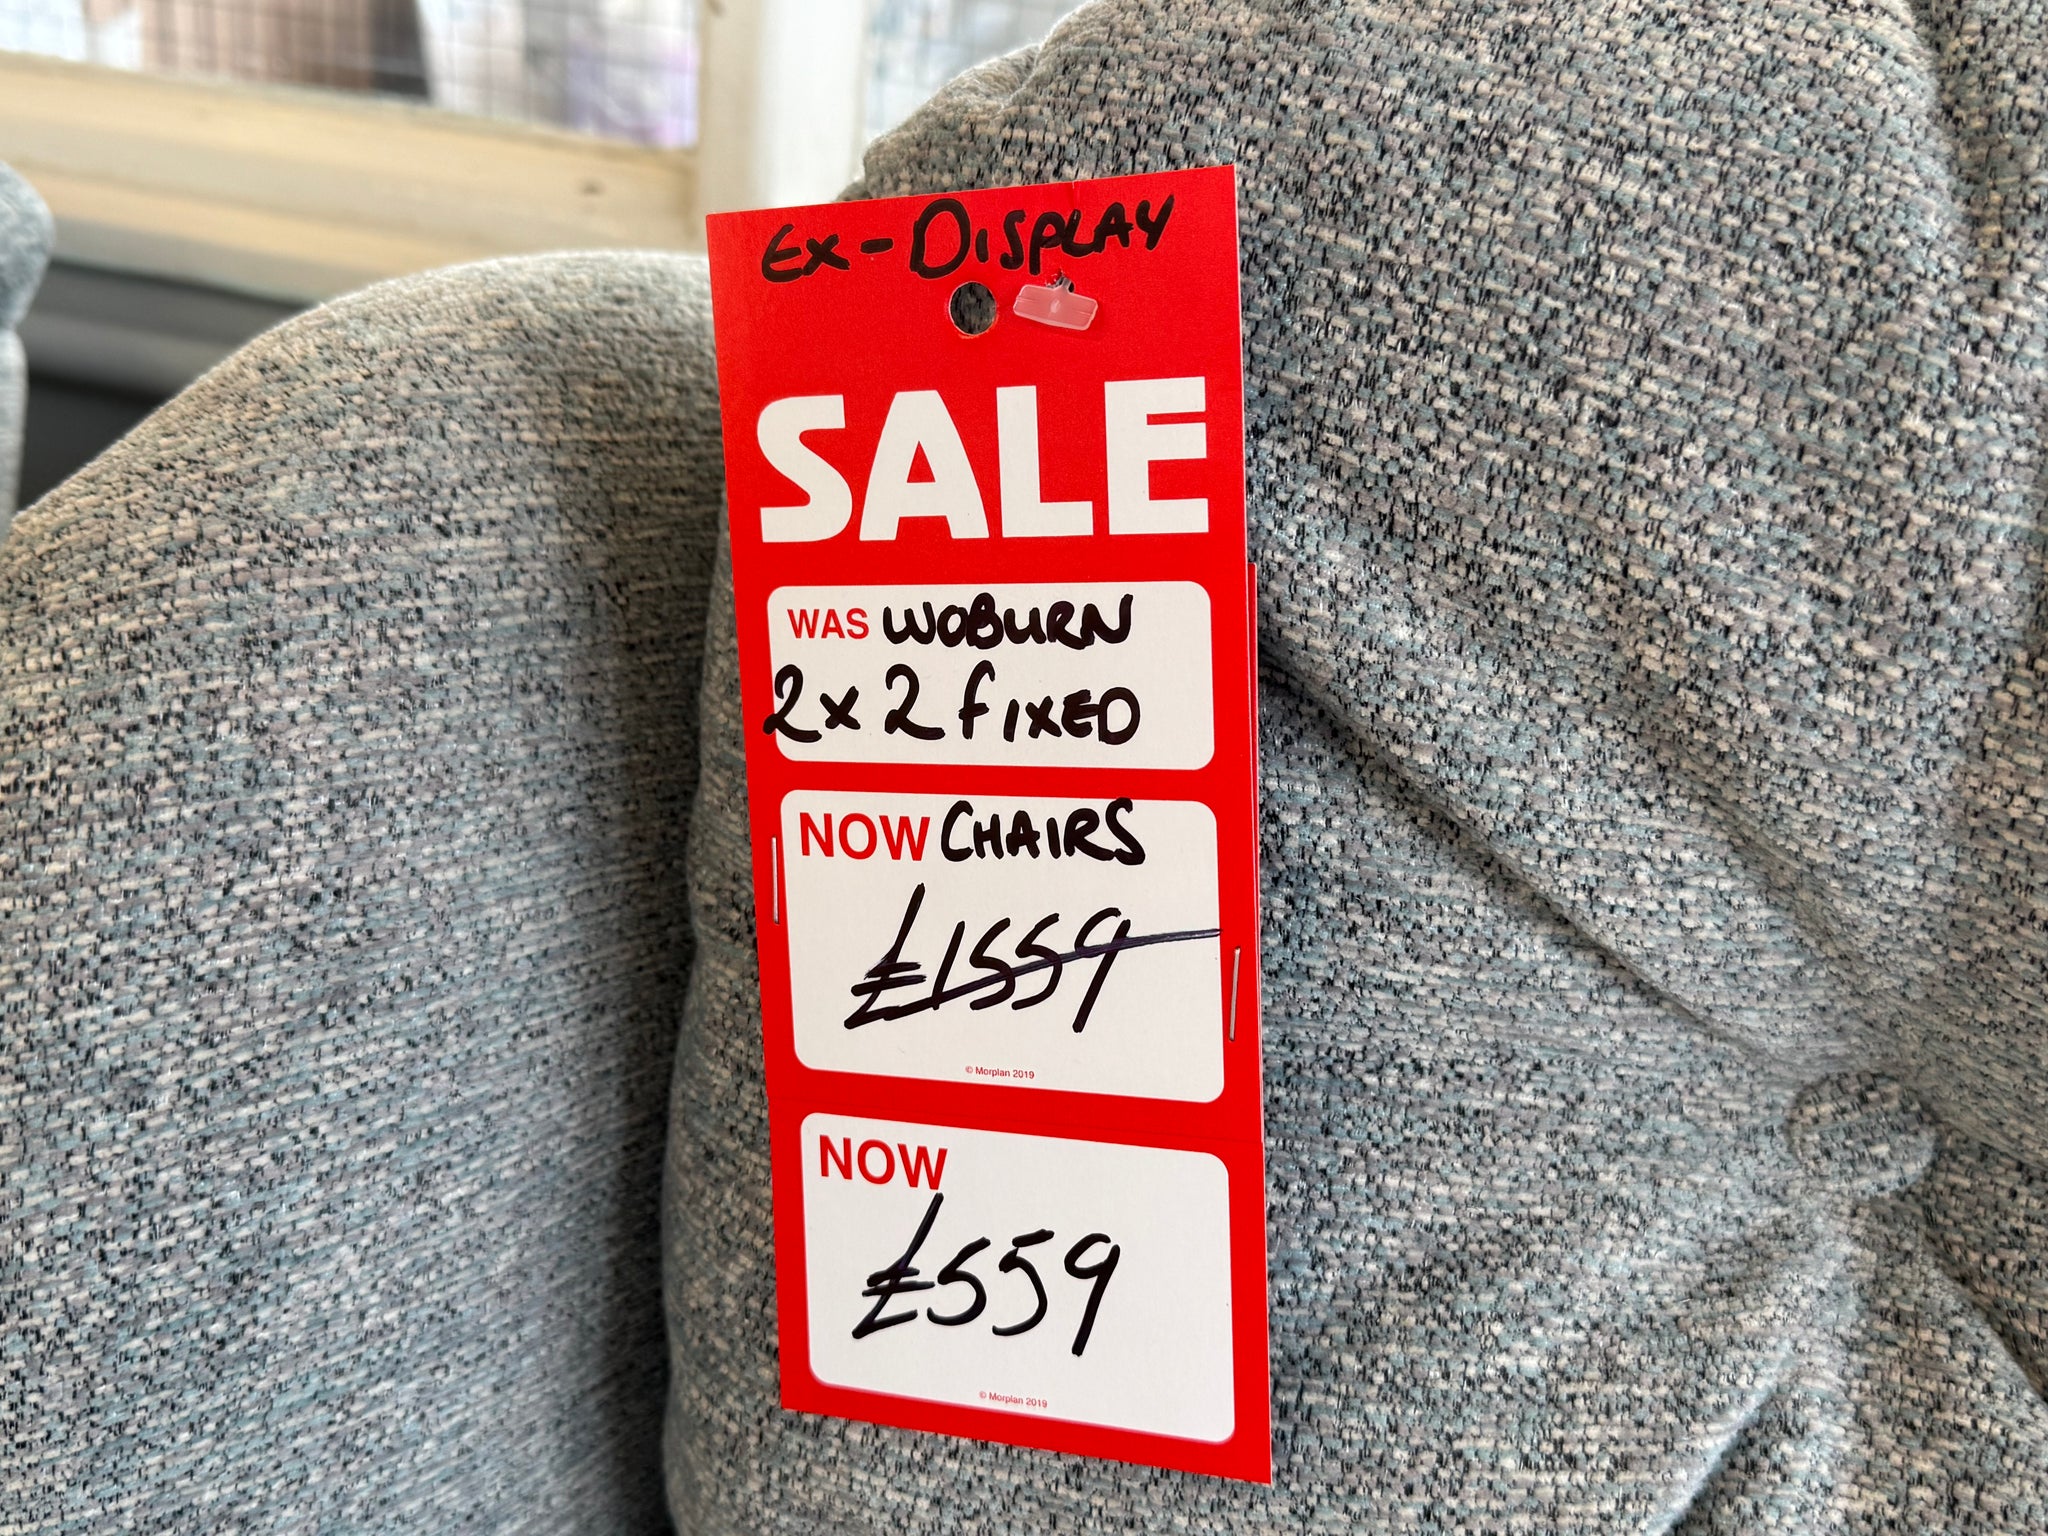 Ex-DISPLAY
SALE
WAS WOBURN
2x2 fIXED
NOW CHAIRS
£1559
© Morplan 2019
NOW
£559
© Morplan 2019